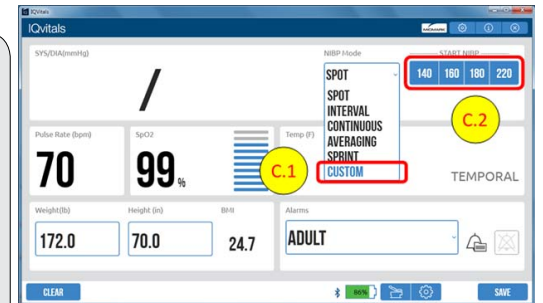 IQvitals
IQvitals
MIDMARK
SYS/DIA(mmHg)
/
NIBP Mode
SPOT
SPOT
INTERVAL
CONTINUOUS
AVERAGING
SPRINT
CUSTOM
START NIBP
140 160 180 220
C.2
C.1
Pulse Rate (bpm)
70
SpO2
99 %
Temp (F)
TEMPORAL
Weight(lb)
172.0
Height (in)
70.0
BMI
24.7
Alarms
ADULT
CLEAR
66%
SAVE